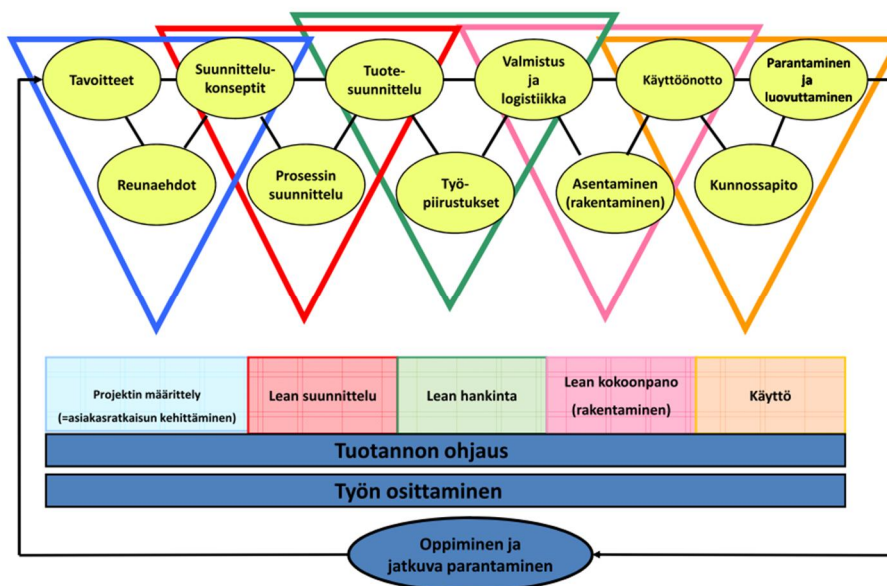 Tavoitteet
Suunnittelu-
konseptit
Tuote-
suunnittelu
Valmistus
ja
logistiikka
Käyttöönotto
Parantaminen
ja
luovuttaminen
Reunaehdot
Prosessin
suunnittelu
Työ-
piirustukset
Asentaminen
(rakentaminen)
Kunnossapito
Projektin määrittely
(=asiakasratkaisun kehittäminen)
Lean suunnittelu
Lean hankinta
Lean kokoonpano
(rakentaminen)
Käyttö
Tuotannon ohjaus
Työn osittaminen
Oppiminen ja
jatkuva parantaminen